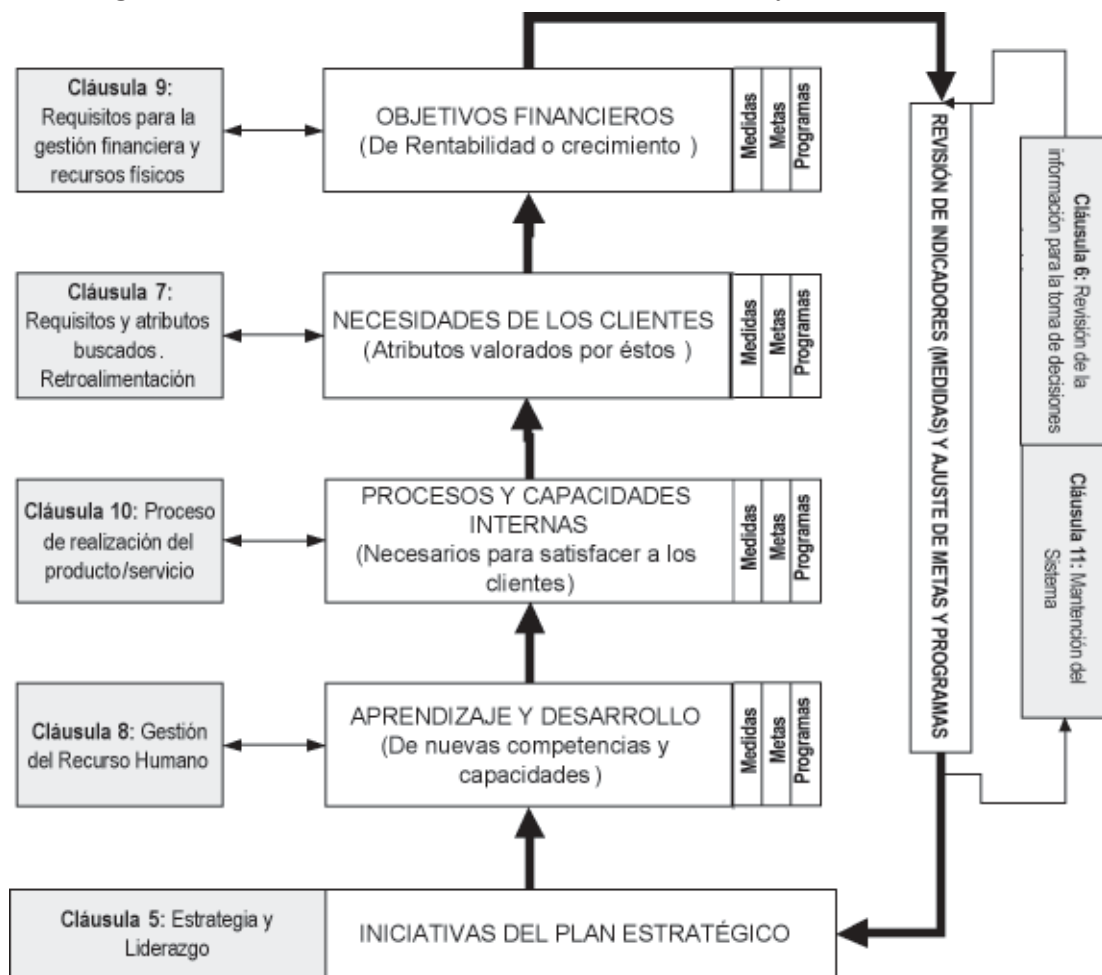 Cláusula 9:
Requisitos para la
gestión financiera y
recursos físicos
OBJETIVOS FINANCIEROS
(De Rentabilidad o crecimiento )
Medidas
Metas
Programas
Cláusula 7:
Requisitos y atributos
buscados.
Retroalimentación
NECESIDADES DE LOS CLIENTES
(Atributos valorados por éstos )
Medidas
Metas
Programas
Cláusula 10: Proceso
de realización del
producto/servicio
PROCESOS Y CAPACIDADES
INTERNAS
(Necesarios para satisfacer a los
clientes)
Medidas
Metas
Programas
Cláusula 8: Gestión
del Recurso Humano
APRENDIZAJE Y DESARROLLO
(De nuevas competencias y
capacidades )
Medidas
Metas
Programas
Cláusula 5: Estrategia y
Liderazgo
INICIATIVAS DEL PLAN ESTRATÉGICO
REVISIÓN DE INDICADORES (MEDIDAS) Y AJUSTE DE METAS Y PROGRAMAS
Cláusula 6: Revisión de la
información para la toma de decisiones
Cláusula 11: Mantención del
Sistema